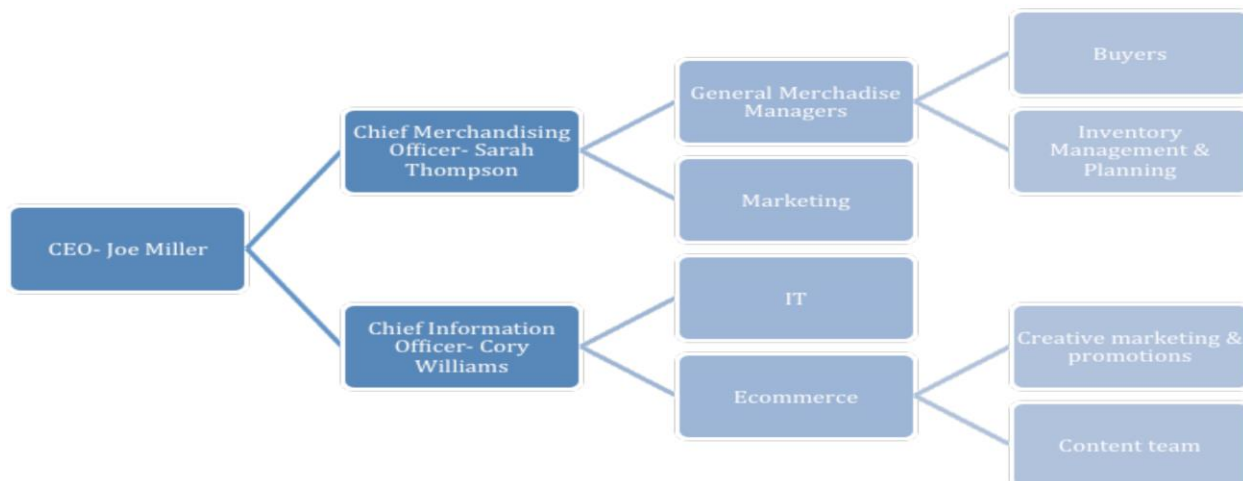 Buyers
General Merchadise
Managers
Chief Merchandising
Officer- Sarah
Thompson
Inventory
Management &
Planning
Marketing
CEO- Joe Miller
IT
Chief Information
Officer- Cory
Williams
Creative marketing &
promotions
Ecommerce
Content team